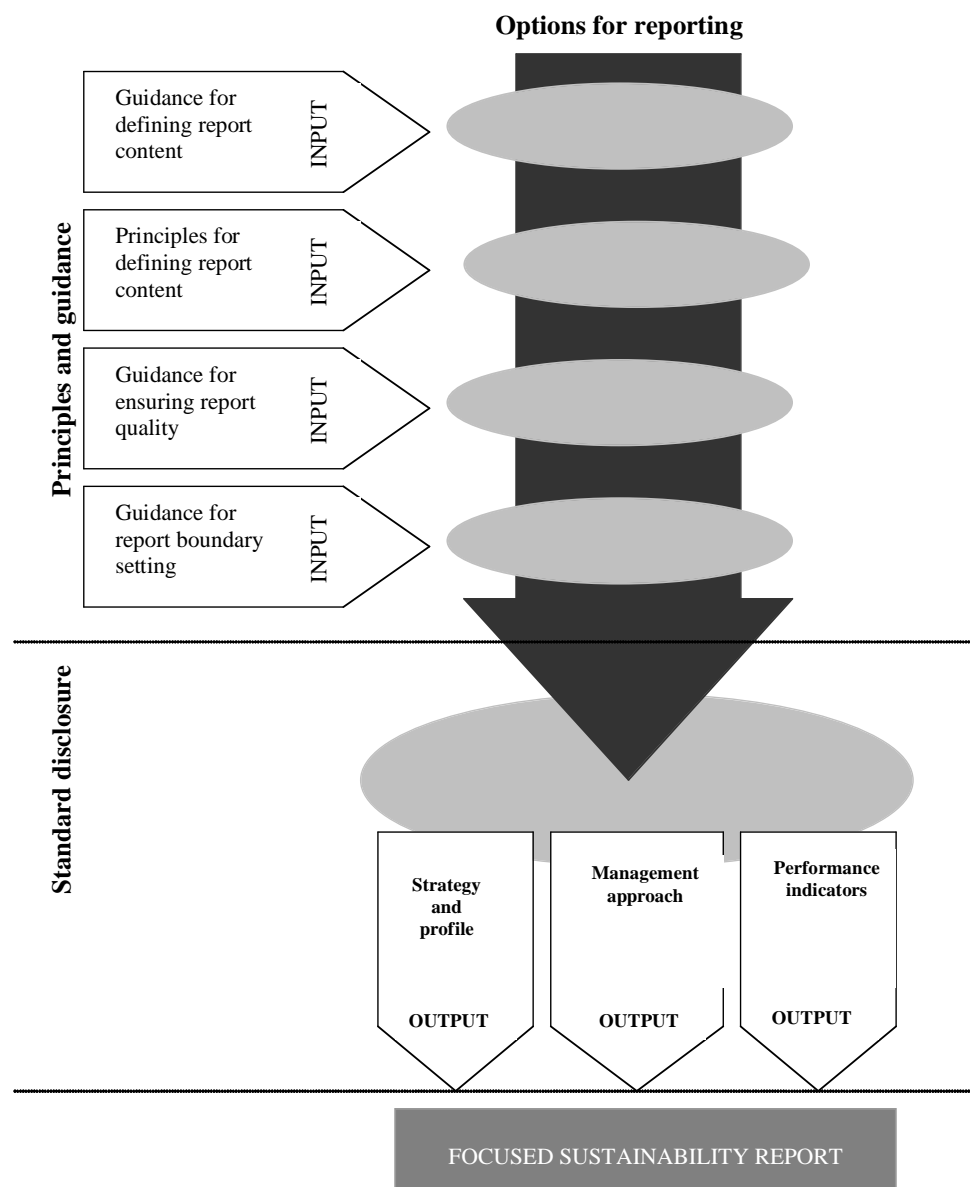 Options for reporting
Principles and guidance
Guidance for
defining report
content
INPUT
Principles for
defining report
content
INPUT
Guidance for
ensuring report
quality
INPUT
Guidance for
report boundary
setting
INPUT
Standard disclosure
Strategy
and
profile
OUTPUT
Management
approach
OUTPUT
Performance
indicators
OUTPUT
FOCUSED SUSTAINABILITY REPORT